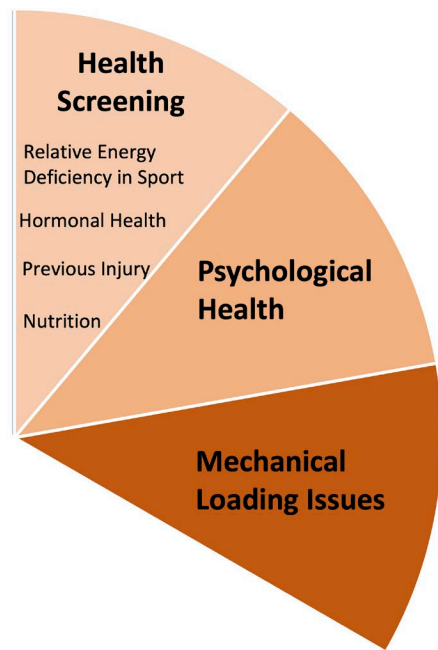 Health
Screening
Relative Energy
Deficiency in Sport
Hormonal Health
Previous Injury
Nutrition
Psychological
Health
Mechanical
Loading Issues